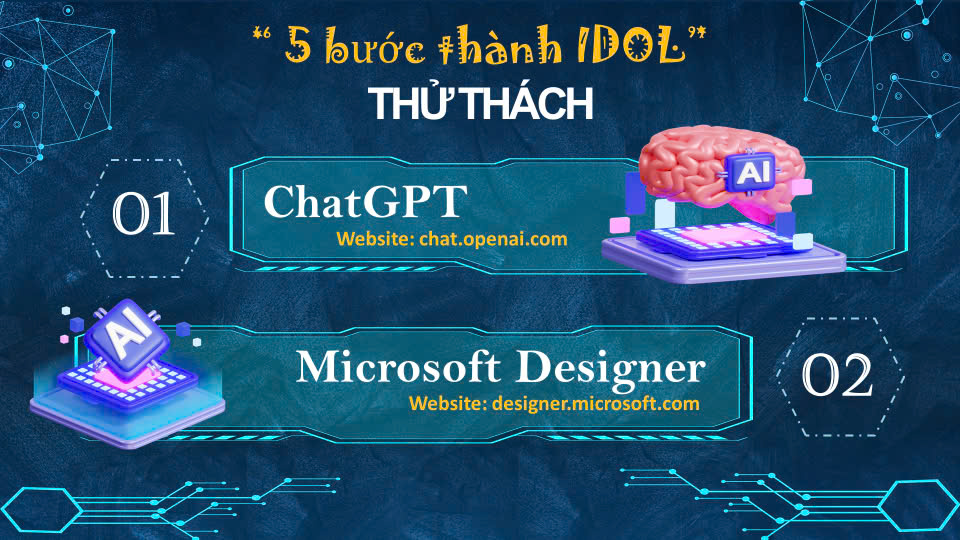 “ 5 bước thành IDOL”
THỬ THÁCH
01
ChatGPT
Website: chat.openai.com
AI
AI
Microsoft Designer
Website: designer.microsoft.com
02